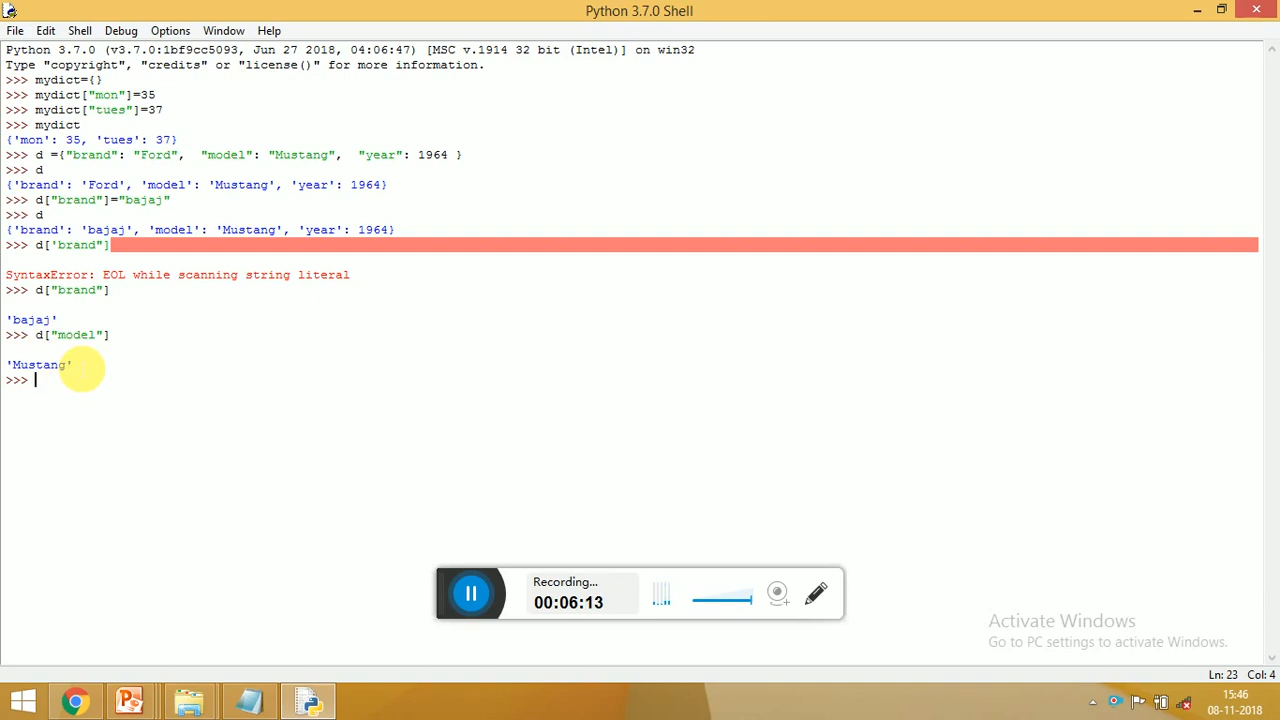 Python 3.7.0 Shell
File Edit Shell Debug Options Window Help
Python 3.7.0 (v3.7.0:1bf9cc5093, Jun 27 2018, 04:06:47) [MSC v.1914 32 bit (Intel)] on win32
Type "copyright", "credits" or "license()" for more information.
>>> mydict={}
>>> mydict["mon"]=35
>>> mydict["tues"]=37
>>> mydict
{'mon': 35, 'tues': 37}
>>> d ={"brand": "Ford",  "model": "Mustang",  "year": 1964 }
>>> d
{'brand': 'Ford', 'model': 'Mustang', 'year': 1964}
>>> d["brand"]="bajaj"
>>> d
{'brand': 'bajaj', 'model': 'Mustang', 'year': 1964}
>>> d['brand"]
SyntaxError: EOL while scanning string literal
>>> d["brand"]
'bajaj'
>>> d["model"]
'Mustang'
>>>
Recording...
00:06:13
Activate Windows
Go to PC settings to activate Windows.
Ln: 23 Col: 4
15:46
08-11-2018